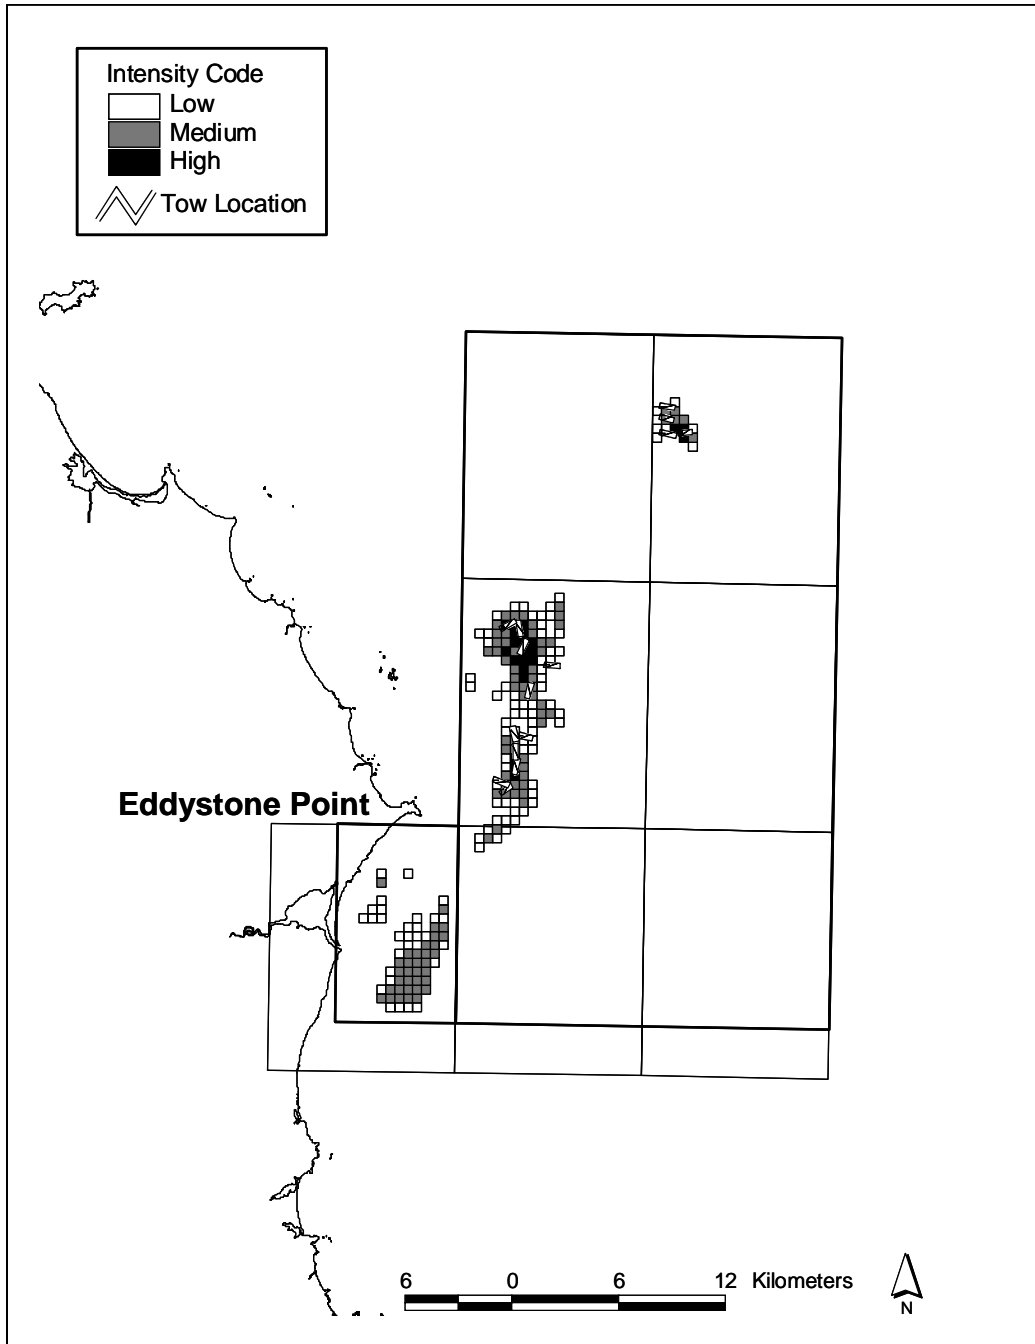 Intensity Code
Low
Medium
High
Tow Location
Eddystone Point
6 0 6 12 Kilometers
N